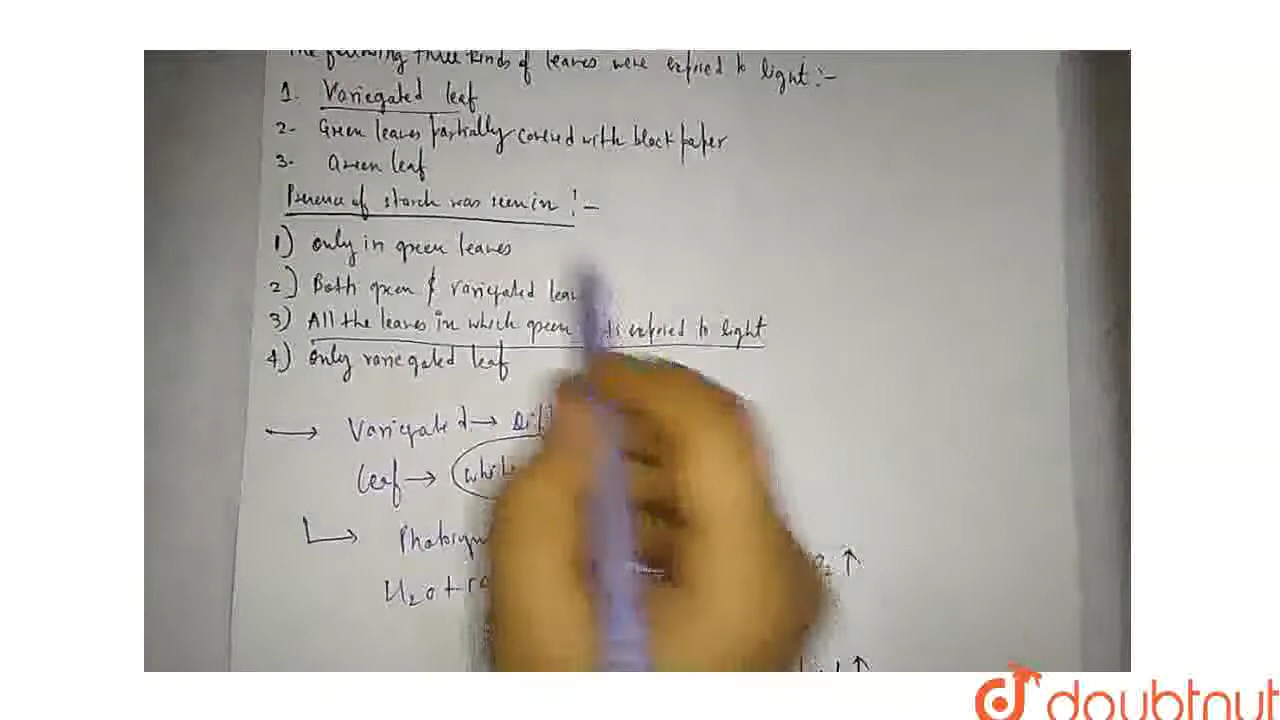 The following three kinds of leaves were exposed to light :-
1. Variegated leaf
2- Green leaves partially covered with black paper
3- Green leaf
Presence of starch was seen in :-
1) only in green leaves
2) Both green & variegated
3) All the leaves in which green exposed to light
4) only variegated leaf
→ Variegated →
leaf →
H₂O +
↑
↑
doubtnut